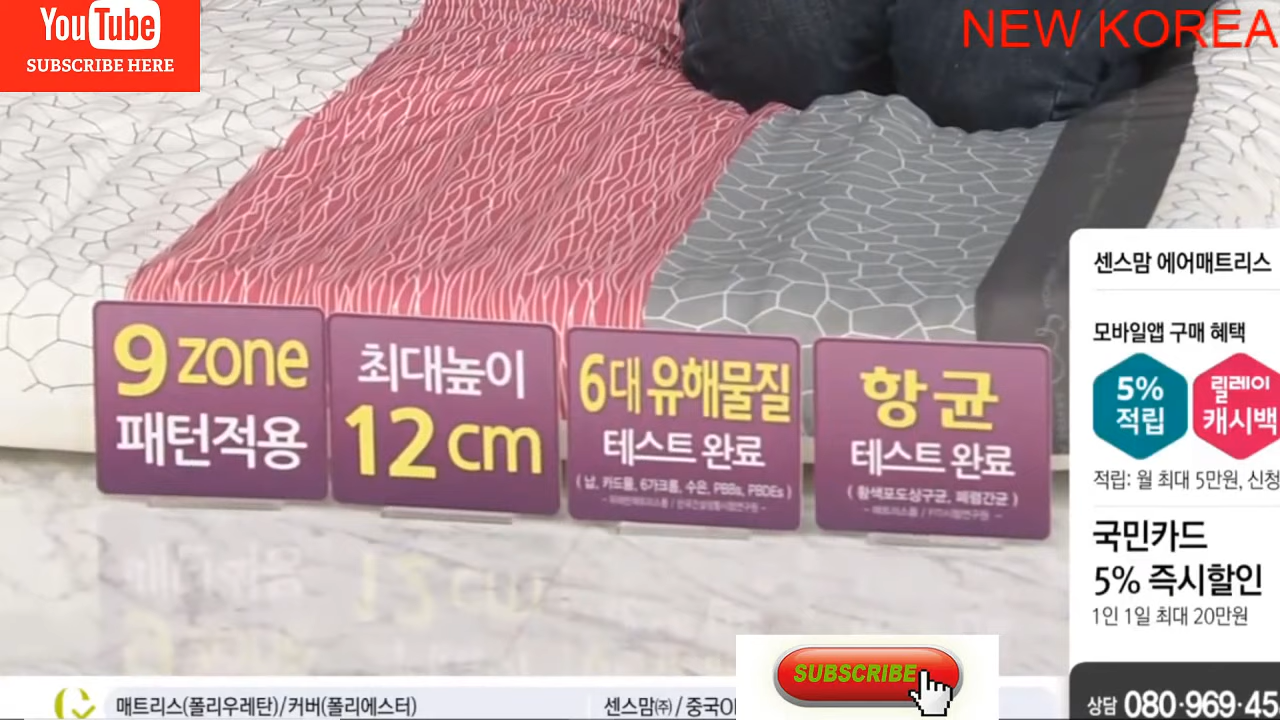 YouTube
SUBSCRIBE HERE
NEW KOREA
9 zone
패턴적용
최대높이
12cm
6대 유해물질
테스트 완료
( 납, 카드뮴, 6가크롬, 수은, PBBs, PBDEs )
항균
테스트 완료
( 황색포도상구균, 폐렴간균 )
센스맘 에어매트리스
모바일앱 구매 혜택
5%
적립
릴레이
캐시백
적립: 월 최대 5만원, 신청
국민카드
5% 즉시할인
1인 1일 최대 20만원
SUBSCRIBE
매트리스(폴리우레탄)/커버(폴리에스터)
센스맘㈜ / 중국
상담 080·969·45